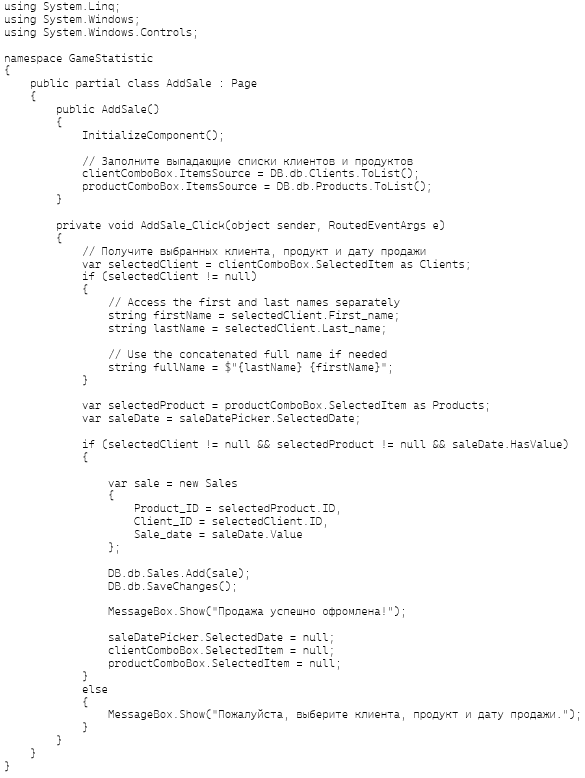 using System.Linq;
using System.Windows;
using System.Windows.Controls;

namespace GameStatistic
{
    public partial class AddSale : Page
    {
        public AddSale()
        {
            InitializeComponent();

            // Заполните выпадающие списки клиентов и продуктов
            clientComboBox.ItemsSource = DB.db.Clients.ToList();
            productComboBox.ItemsSource = DB.db.Products.ToList();
        }

        private void AddSale_Click(object sender, RoutedEventArgs e)
        {
            // Получите выбранных клиента, продукт и дату продажи
            var selectedClient = clientComboBox.SelectedItem as Clients;
            if (selectedClient != null)
            {
                // Access the first and last names separately
                string firstName = selectedClient.First_name;
                string lastName = selectedClient.Last_name;

                // Use the concatenated full name if needed
                string fullName = $"{lastName} {firstName}";
            }

            var selectedProduct = productComboBox.SelectedItem as Products;
            var saleDate = saleDatePicker.SelectedDate;

            if (selectedClient != null && selectedProduct != null && saleDate.HasValue)
            {

                var sale = new Sales
                {
                    Product_ID = selectedProduct.ID,
                    Client_ID = selectedClient.ID,
                    Sale_date = saleDate.Value
                };

                DB.db.Sales.Add(sale);
                DB.db.SaveChanges();

                MessageBox.Show("Продажа успешно офромлена!");

                saleDatePicker.SelectedDate = null;
                clientComboBox.SelectedItem = null;
                productComboBox.SelectedItem = null;
            }
            else
            {
                MessageBox.Show("Пожалуйста, выберите клиента, продукт и дату продажи.");
            }
        }
    }
}